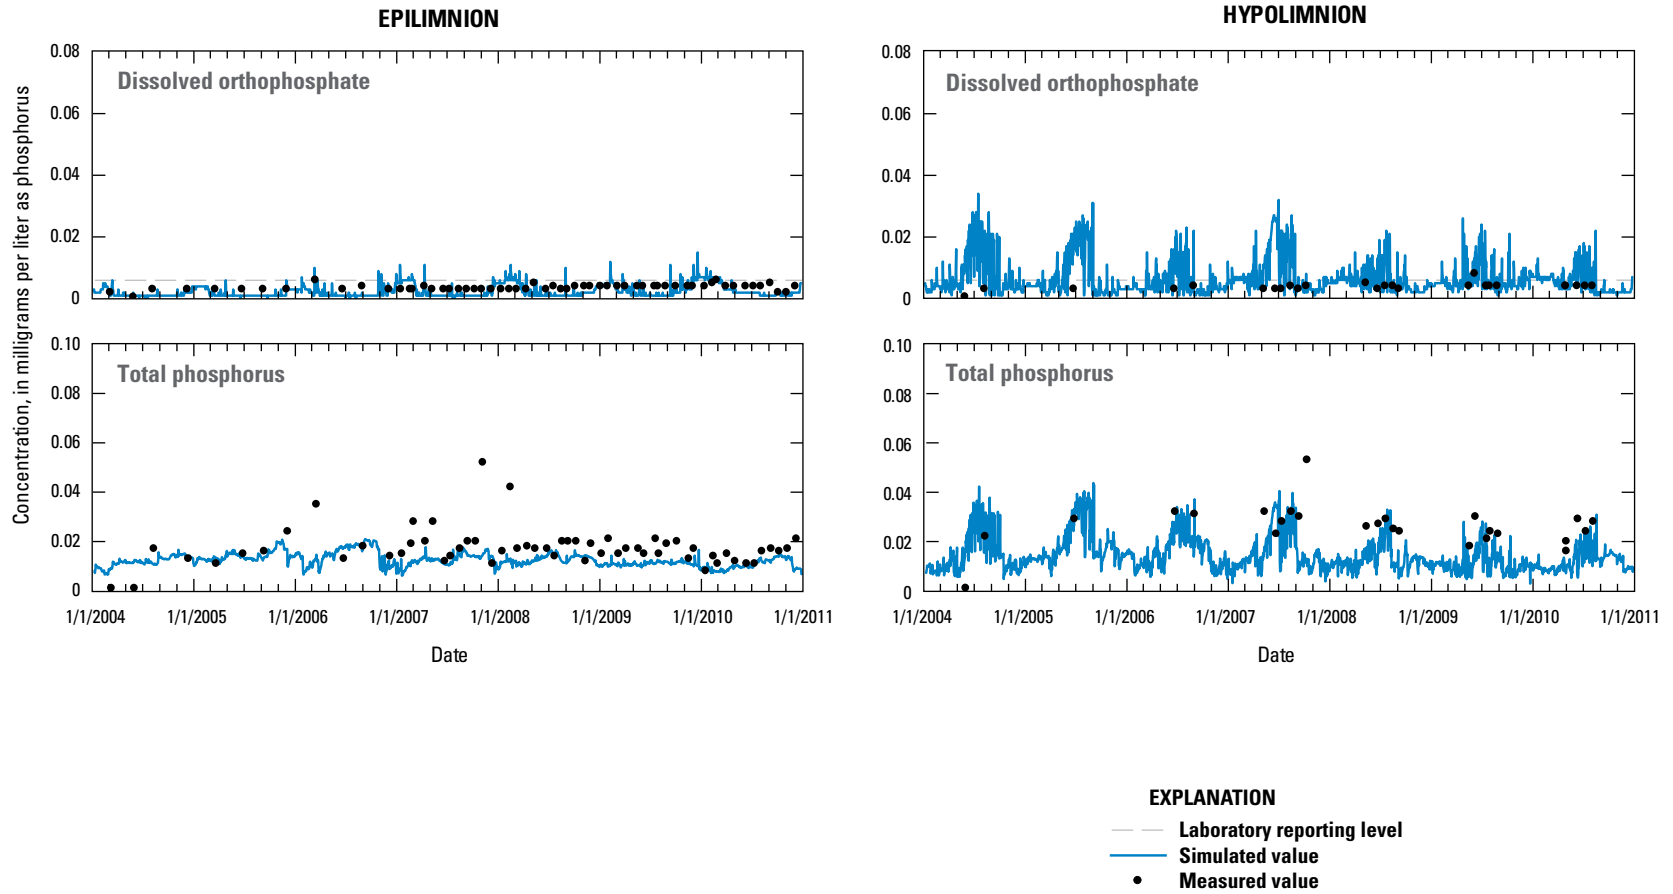 EPILIMNION
HYPOLIMNION
Concentration, in milligrams per liter as phosphorus
0.08
0.06
0.04
0.02
0
Dissolved orthophosphate
0.08
0.06
0.04
0.02
0
Dissolved orthophosphate
0.10
0.08
0.06
0.04
0.02
0
Total phosphorus
1/1/2004 1/1/2005 1/1/2006 1/1/2007 1/1/2008 1/1/2009 1/1/2010 1/1/2011
Date
0.10
0.08
0.06
0.04
0.02
0
Total phosphorus
1/1/2004 1/1/2005 1/1/2006 1/1/2007 1/1/2008 1/1/2009 1/1/2010 1/1/2011
Date
EXPLANATION
Laboratory reporting level
Simulated value
Measured value